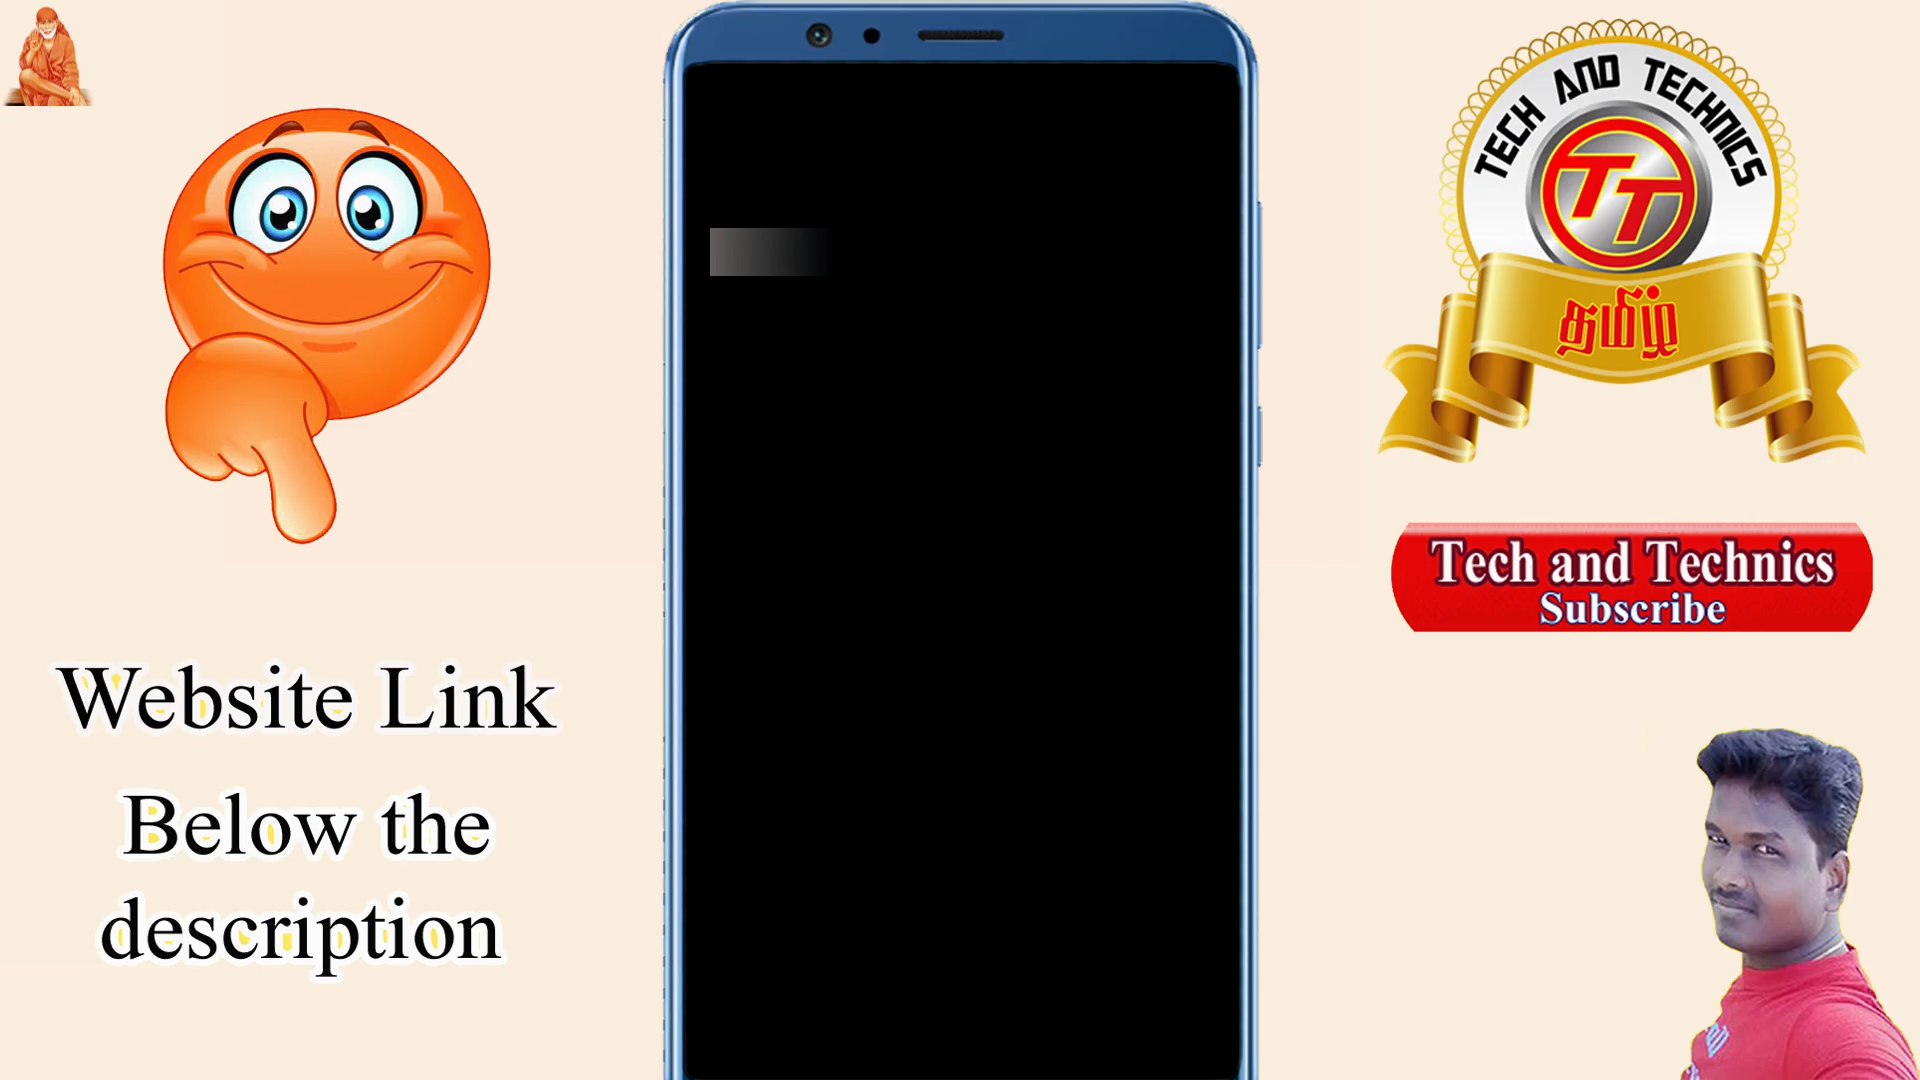 TECH AND TECHNICS
TT
தமிழ்
Tech and Technics
Subscribe
Website Link
Below the
description